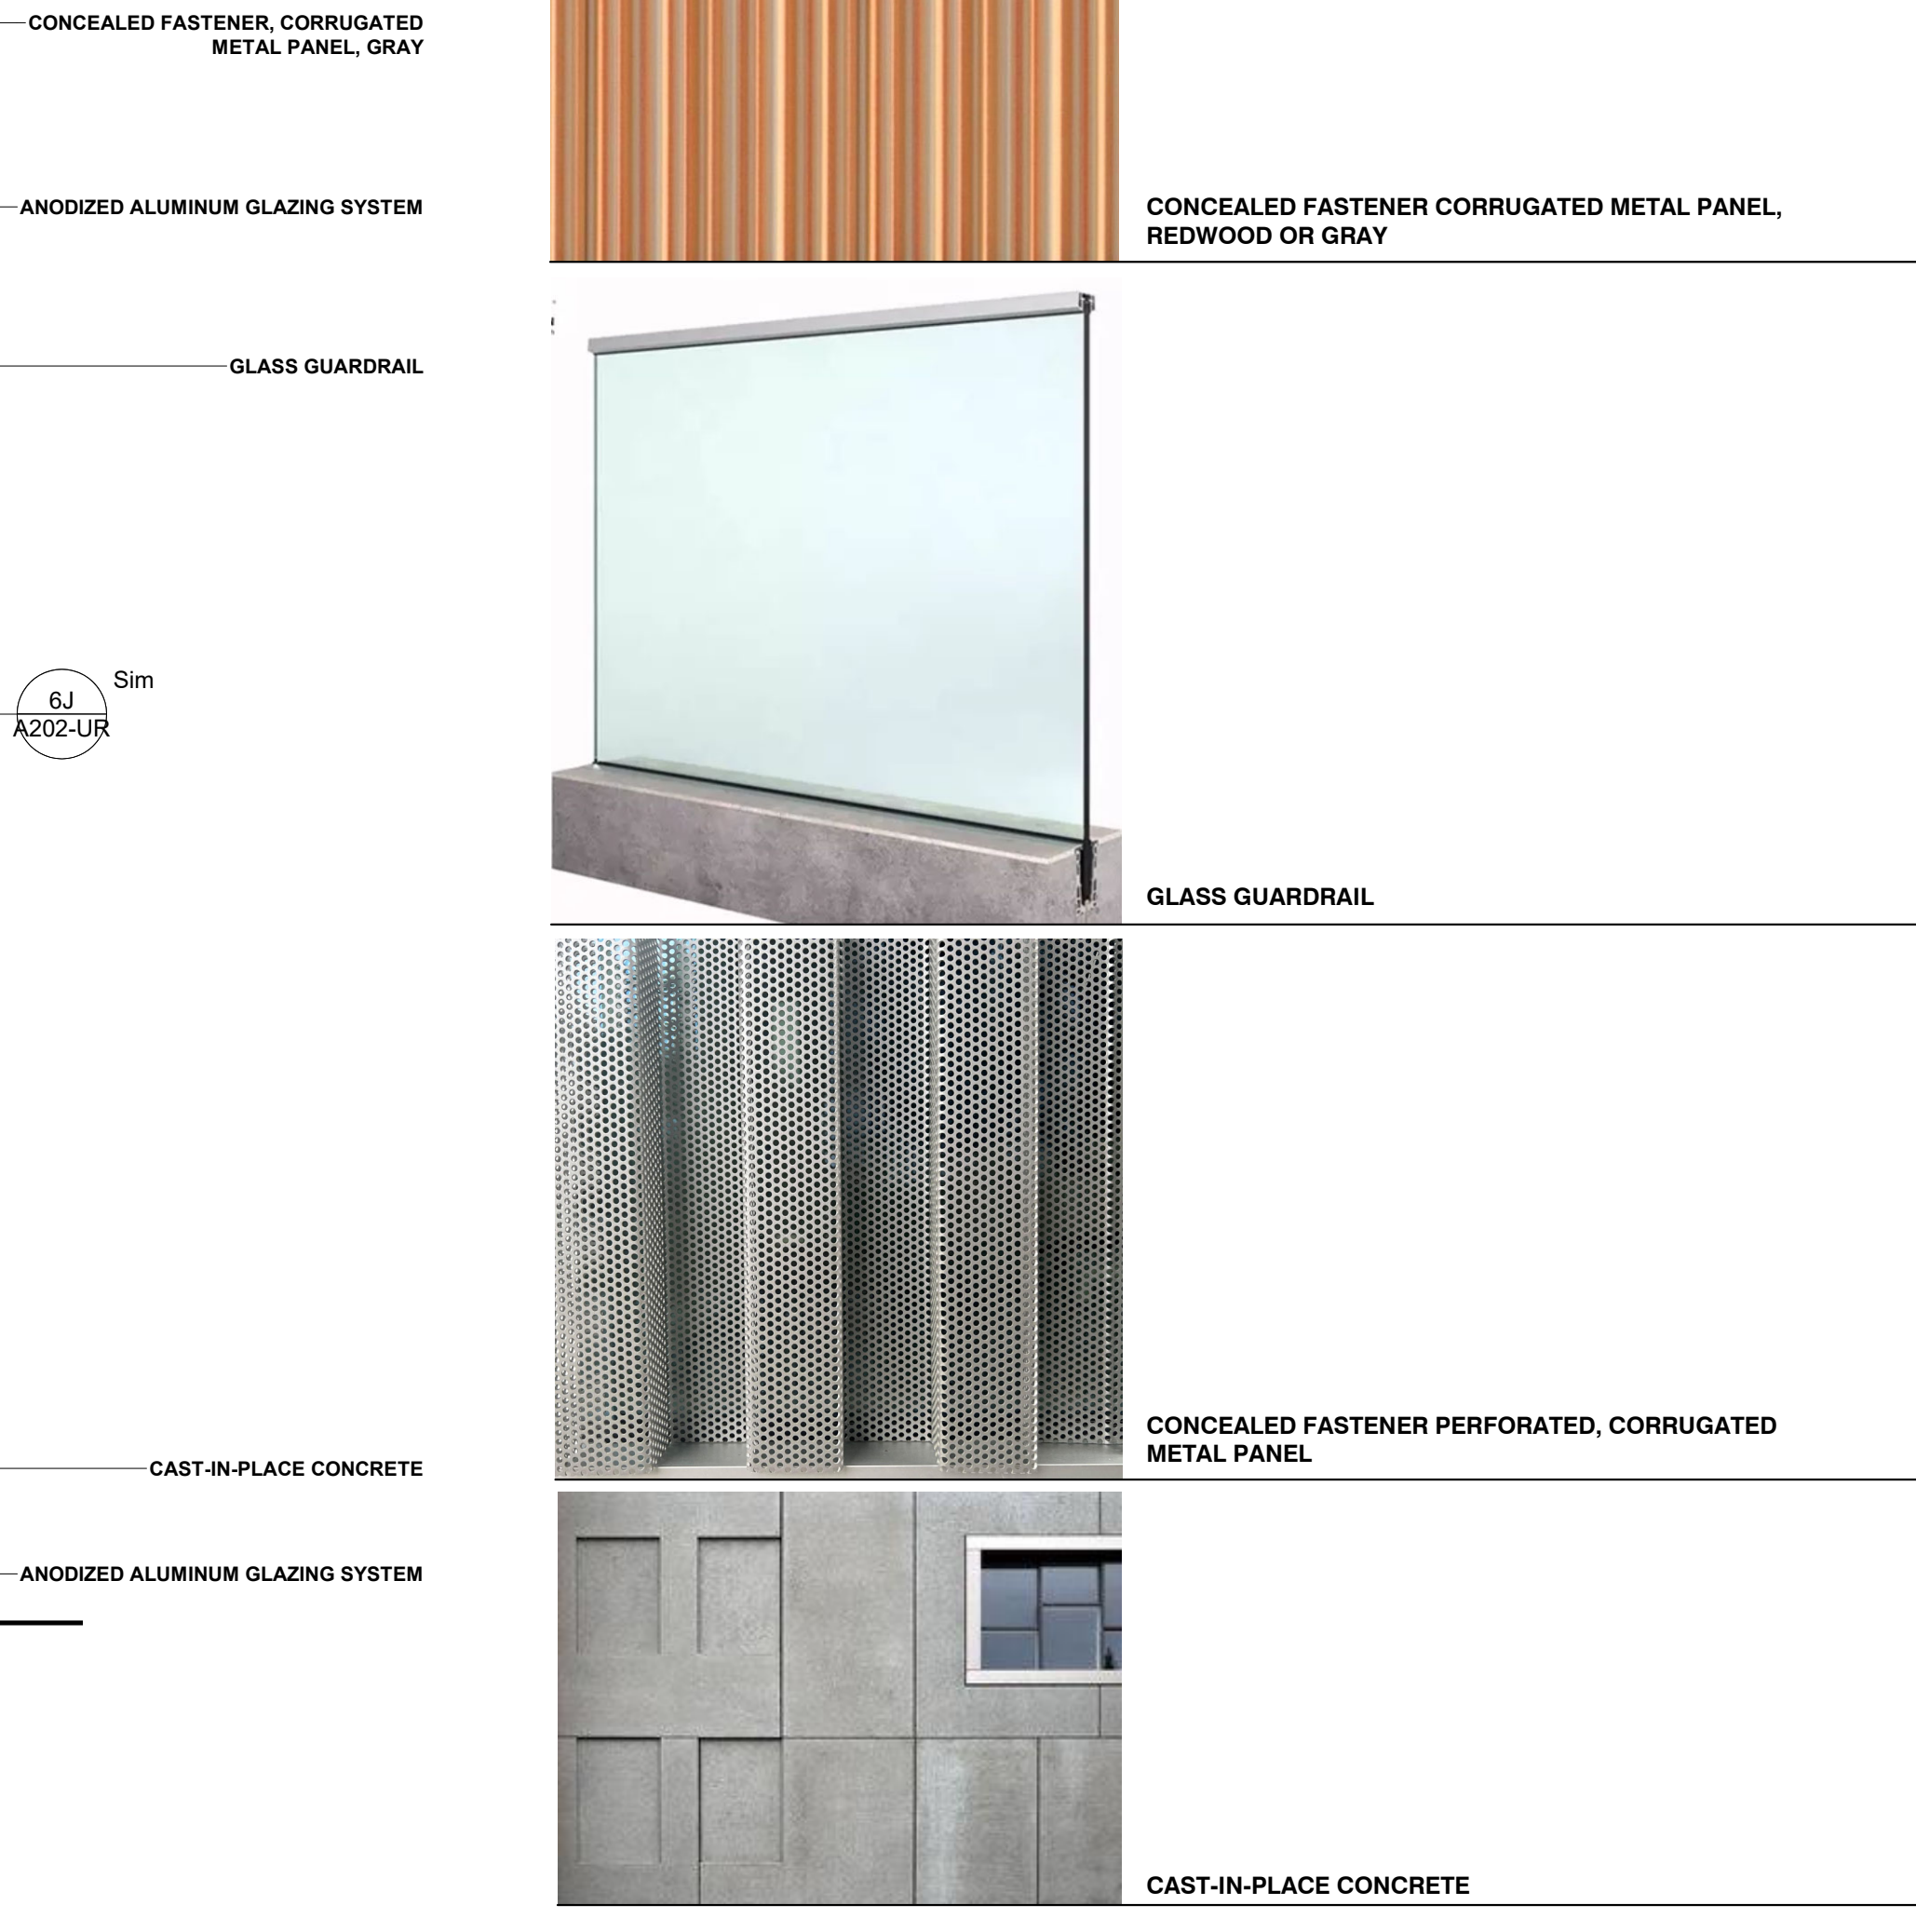 CONCEALED FASTENER, CORRUGATED
METAL PANEL, GRAY
ANODIZED ALUMINUM GLAZING SYSTEM
GLASS GUARDRAIL
Sim
6J
A202-UR
CAST-IN-PLACE CONCRETE
ANODIZED ALUMINUM GLAZING SYSTEM
CONCEALED FASTENER CORRUGATED METAL PANEL,
REDWOOD OR GRAY
GLASS GUARDRAIL
CONCEALED FASTENER PERFORATED, CORRUGATED
METAL PANEL
CAST-IN-PLACE CONCRETE